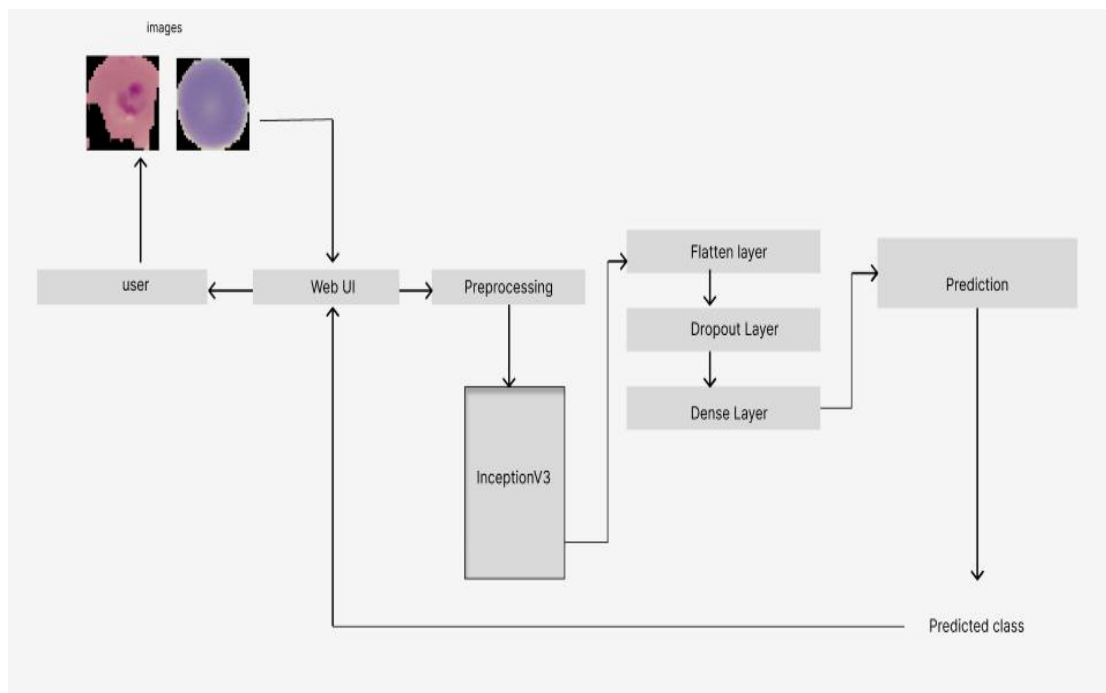 images
user
Web UI
Preprocessing
InceptionV3
Flatten layer
Dropout Layer
Dense Layer
Prediction
Predicted class